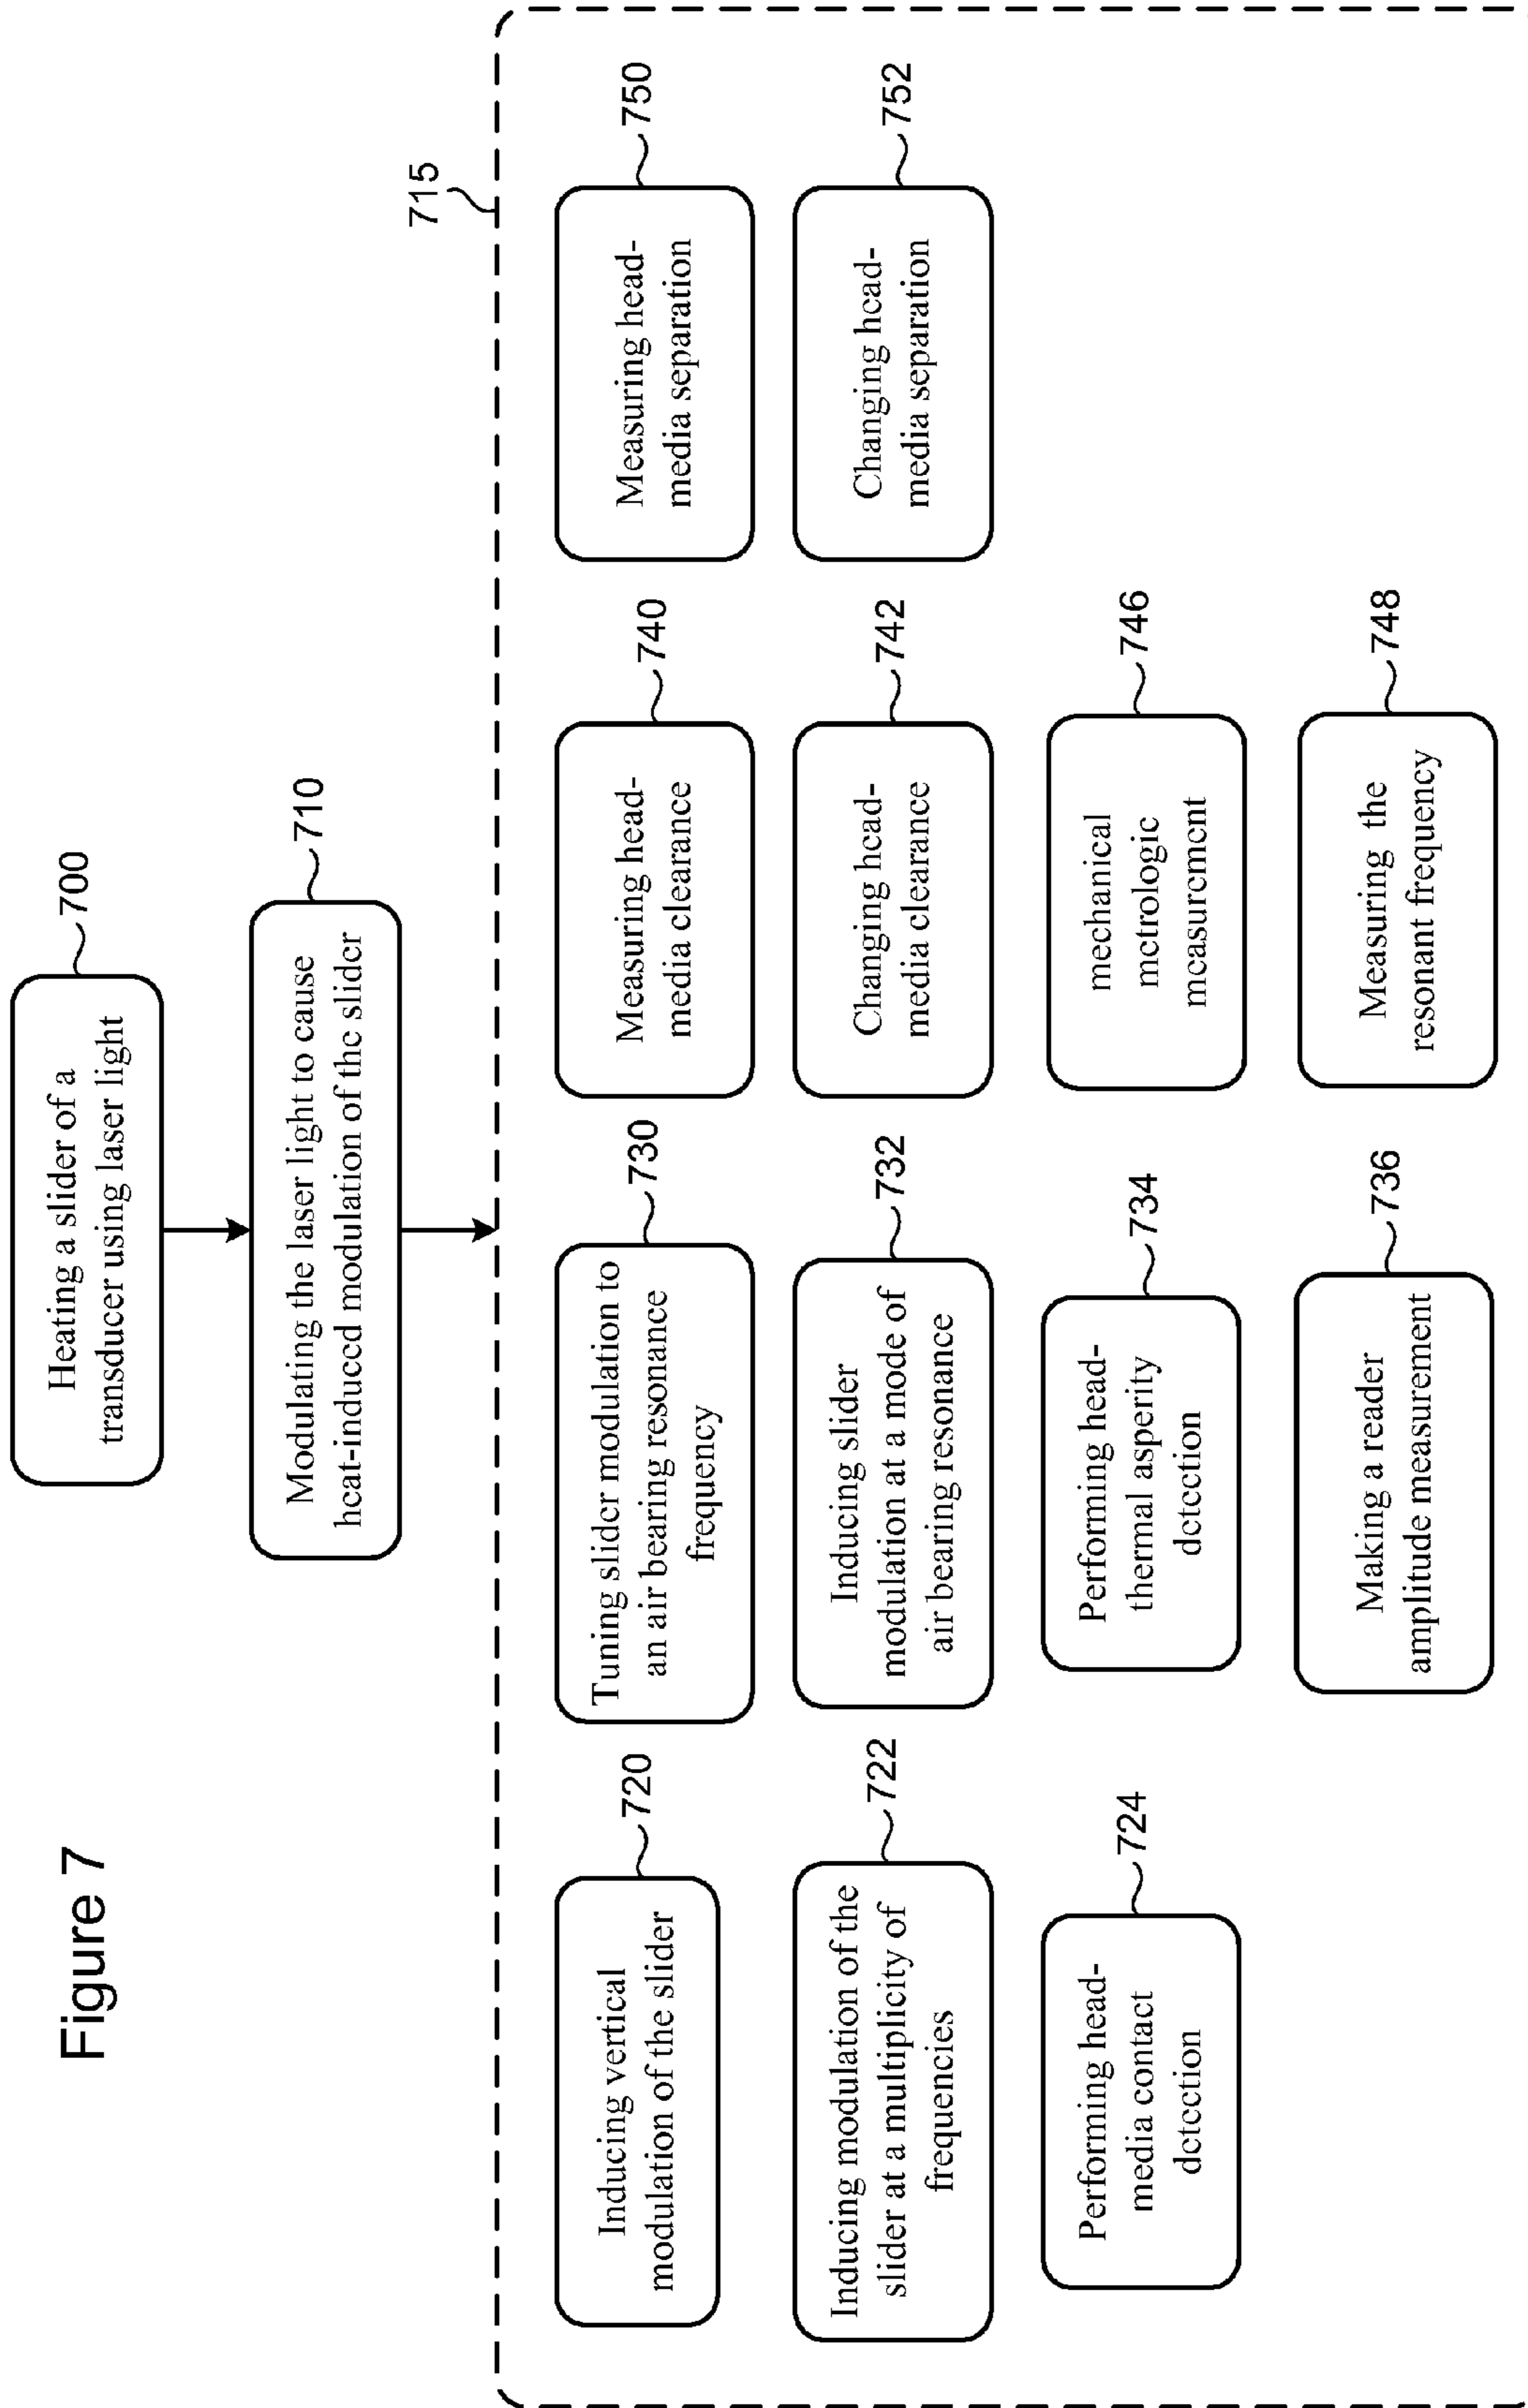 Figure 7
Heating a slider of a
transducer using laser light
700
Modulating the laser light to cause
heat-induced modulation of the slider
710
715
Inducing vertical
modulation of the slider
720
Tuning slider modulation to
an air bearing resonance
frequency
730
Measuring head-
media clearance
740
Measuring head-
media separation
750
Inducing modulation of the
slider at a multiplicity of
frequencies
722
Inducing slider
modulation at a mode of
air bearing resonance
732
Changing head-
media clearance
742
Changing head-
media separation
752
Performing head-
media contact
detection
724
Performing head-
thermal asperity
detection
734
mechanical
metrologic
measurement
746
Making a reader
amplitude measurement
736
Measuring the
resonant frequency
748